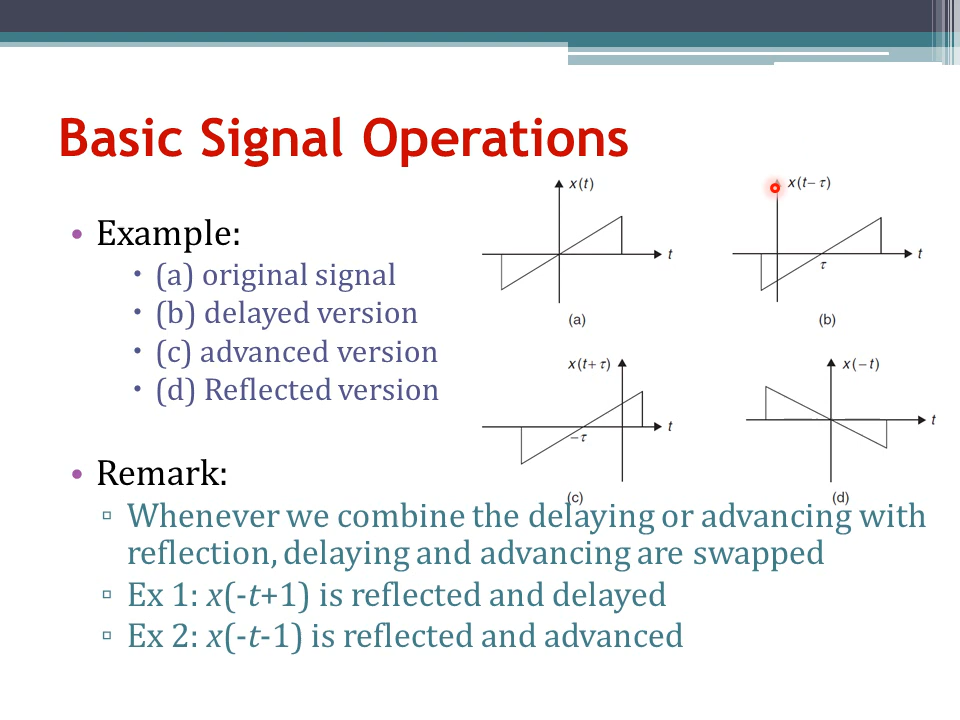 Basic Signal Operations
• Example:
▪ (a) original signal
▪ (b) delayed version
▪ (c) advanced version
▪ (d) Reflected version
x(t)
t
(a)
x(t− τ)
t
τ
(b)
x(t+ τ)
t
−τ
(c)
x(−t)
t
(d)
• Remark:
▫ Whenever we combine the delaying or advancing with
reflection, delaying and advancing are swapped
▫ Ex 1: x(-t+1) is reflected and delayed
▫ Ex 2: x(-t-1) is reflected and advanced